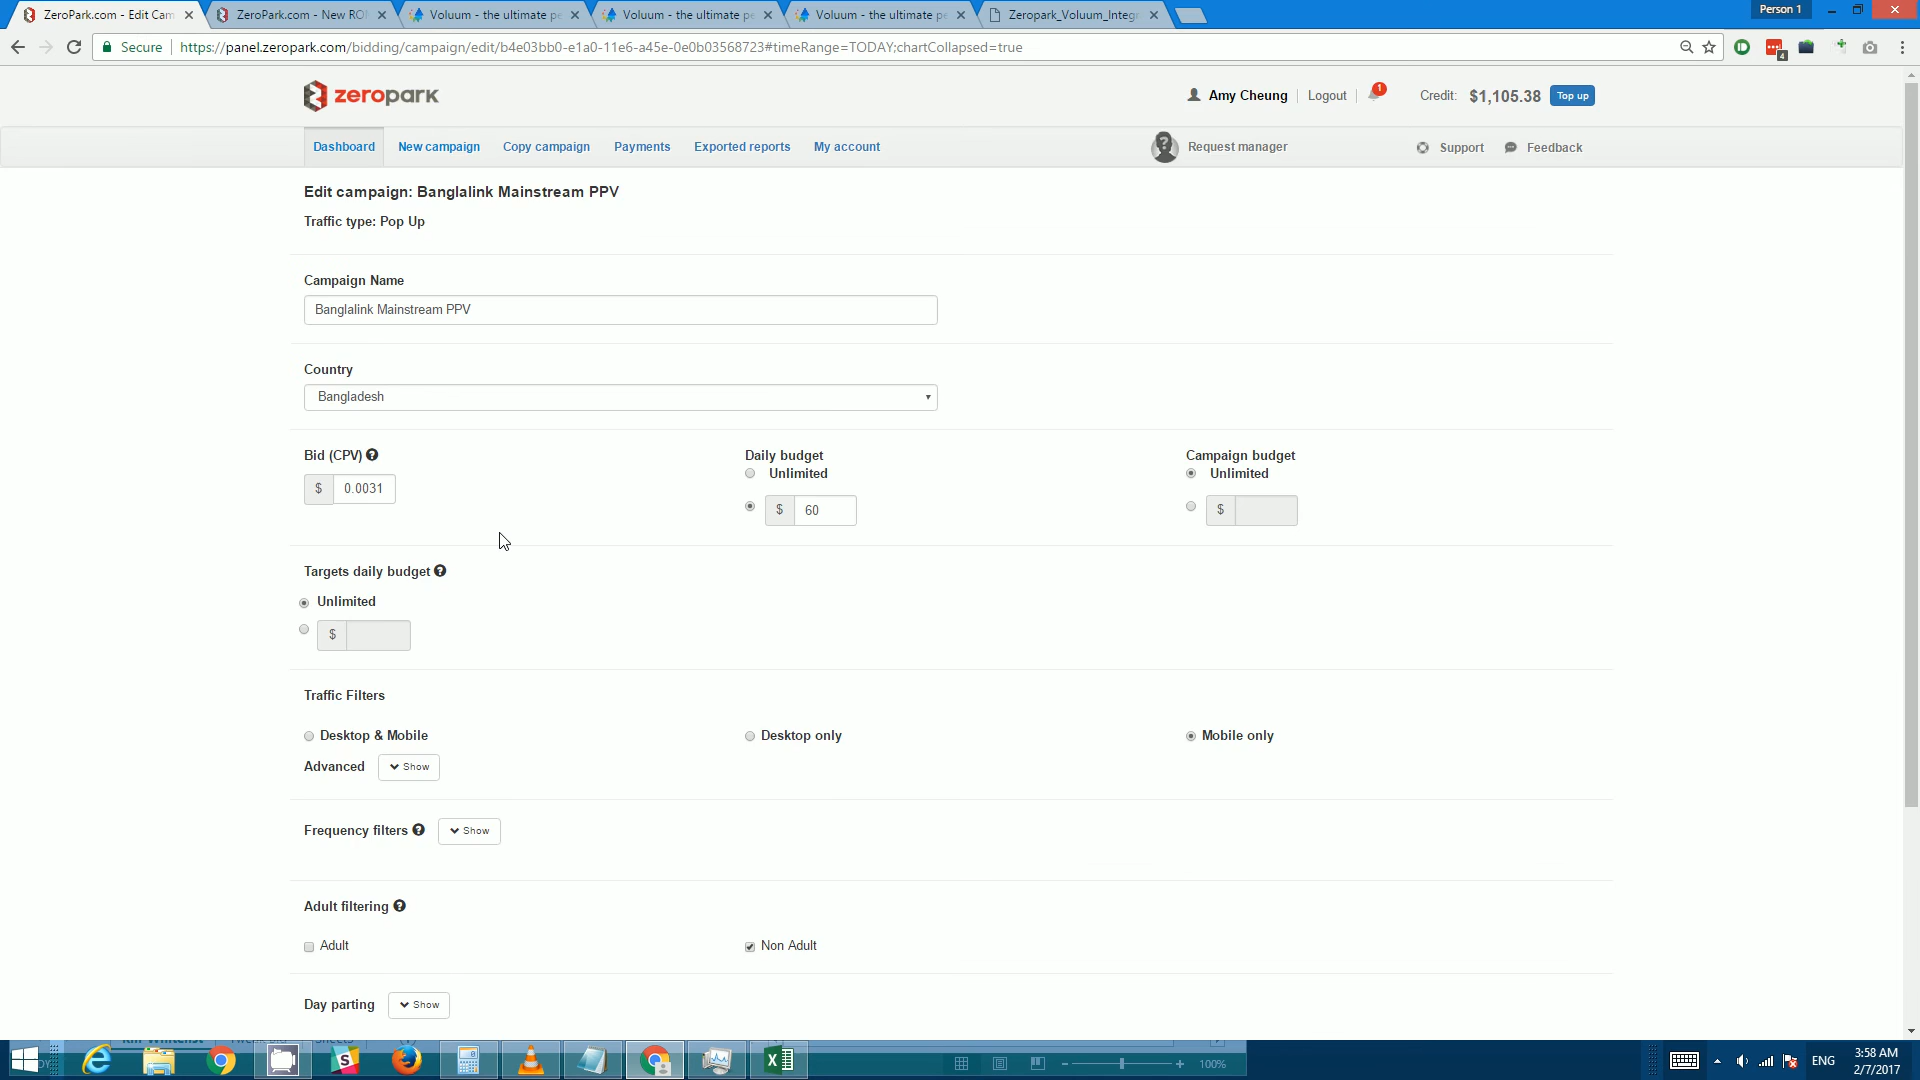 ZeroPark.com - Edit Cam
ZeroPark.com - New ROI
Voluum - the ultimate pe
Voluum - the ultimate pe
Voluum - the ultimate pe
Zeropark_Voluum_Integr
Person 1
Secure
https://panel.zeropark.com/bidding/campaign/edit/b4e03bb0-e1a0-11e6-a45e-0e0b03568723#timeRange=TODAY;chartCollapsed=true
4
zeropark
Amy Cheung
Logout
1
Credit: $1,105.38
Top up
Dashboard
New campaign
Copy campaign
Payments
Exported reports
My account
Request manager
Support
Feedback
Edit campaign: Banglalink Mainstream PPV
Traffic type: Pop Up
Campaign Name
Banglalink Mainstream PPV
Country
Bangladesh
Bid (CPV)
$ 0.0031
Daily budget
Unlimited
$ 60
Campaign budget
Unlimited
$
Targets daily budget
Unlimited
$
Traffic Filters
Desktop & Mobile
Desktop only
Mobile only
Advanced
Show
Frequency filters
Show
Adult filtering
Adult
Non Adult
Day parting
Show
100%
ENG
3:58 AM
2/7/2017